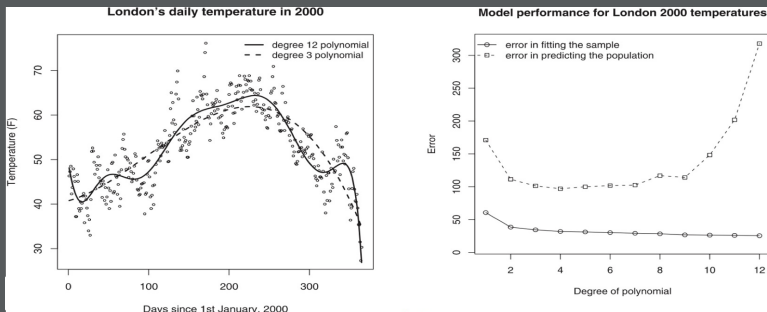 London's daily temperature in 2000
degree 12 polynomial
degree 3 polynomial
Temperature (F)
70
60
50
40
30
0
100
200
300
Days since 1st January, 2000
Model performance for London 2000 temperatures
error in fitting the sample
error in predicting the population
Error
300
250
200
150
100
50
0
2
4
6
8
10
12
Degree of polynomial